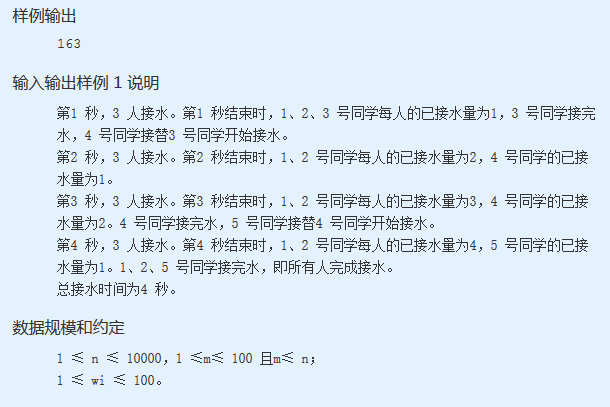 样例输出
163
输入输出样例 1 说明
第1 秒，3 人接水。第1 秒结束时，1、2、3 号同学每人的已接水量为1，3 号同学接完
水，4 号同学接替3 号同学开始接水。
第2 秒，3 人接水。第2 秒结束时，1、2 号同学每人的已接水量为2，4 号同学的已接
水量为1。
第3 秒，3 人接水。第3 秒结束时，1、2 号同学每人的已接水量为3，4 号同学的已接
水量为2。4 号同学接完水，5 号同学接替4 号同学开始接水。
第4 秒，3 人接水。第4 秒结束时，1、2 号同学每人的已接水量为4，5 号同学的已接
水量为1。1、2、5 号同学接完水，即所有人完成接水。
总接水时间为4 秒。
数据规模和约定
1 ≤ n ≤ 10000，1 ≤m≤ 100 且m≤ n；
1 ≤ wi ≤ 100。